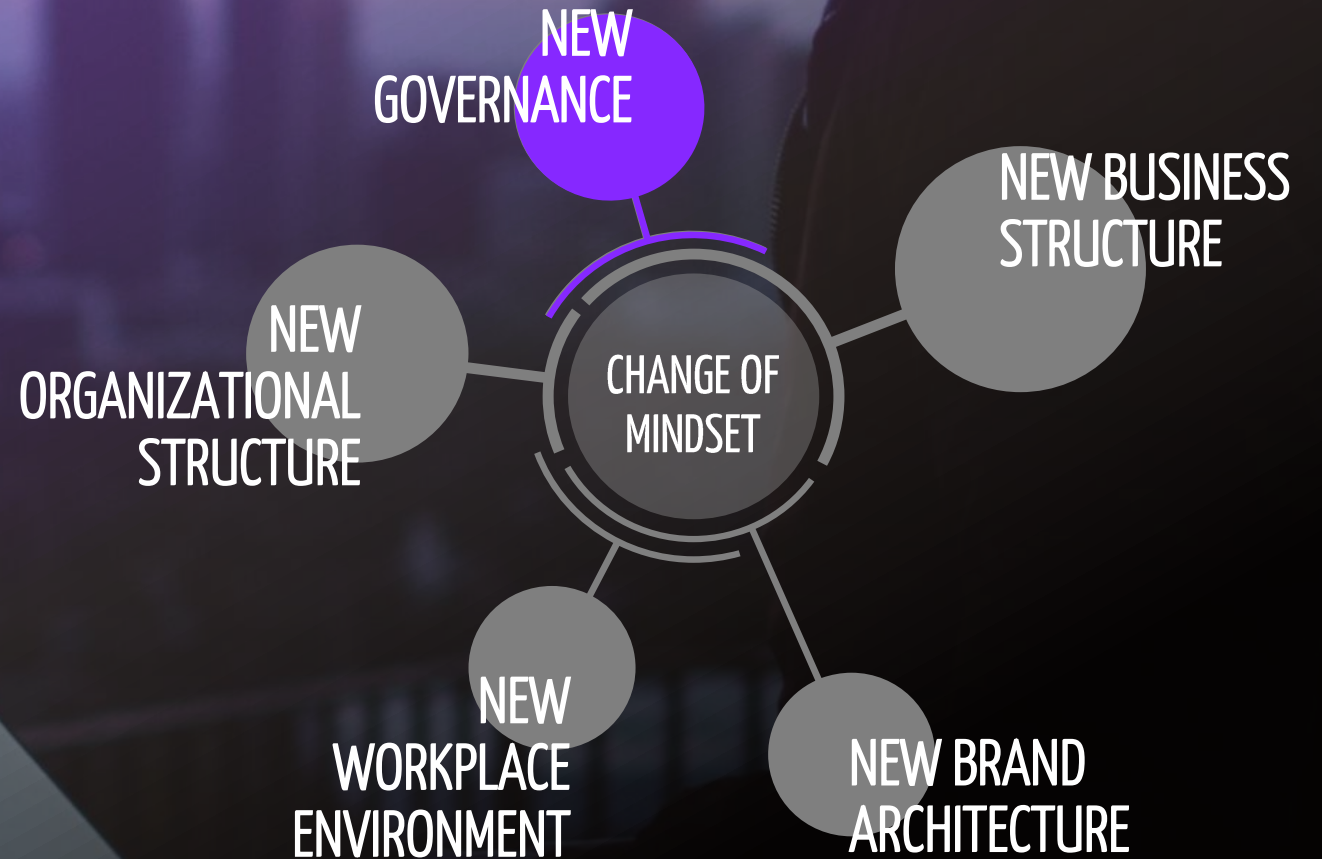 NEW
GOVERNANCE
NEW BUSINESS
STRUCTURE
NEW
ORGANIZATIONAL
STRUCTURE
CHANGE OF
MINDSET
NEW
WORKPLACE
ENVIRONMENT
NEW BRAND
ARCHITECTURE